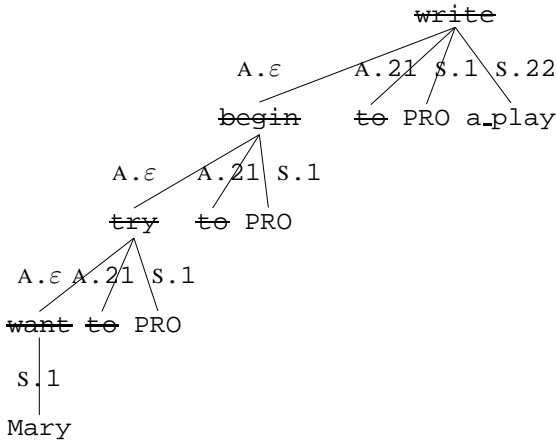 write
A.ε A.21 S.1 S.22
begin to PRO a_play
A.ε A.21 S.1
try to PRO
A.ε A.21 S.1
want to PRO
S.1
Mary